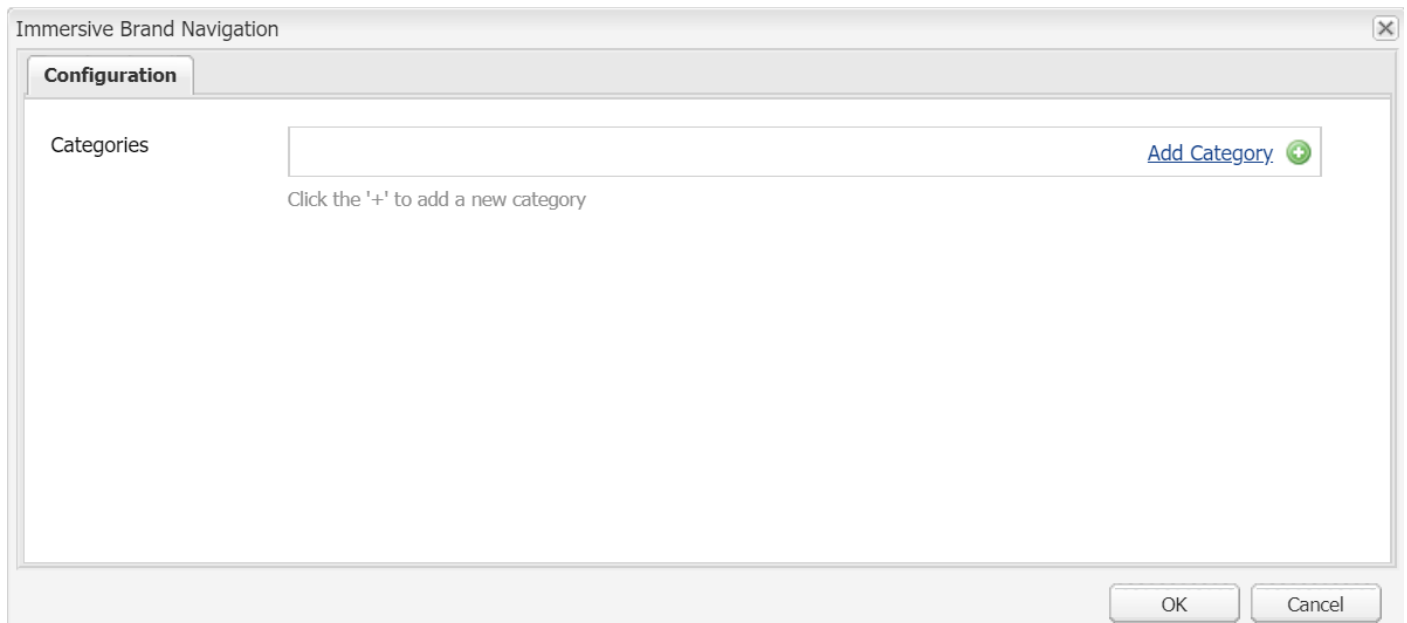 Immersive Brand Navigation
Configuration
Categories
Add Category
Click the '+' to add a new category
OK Cancel